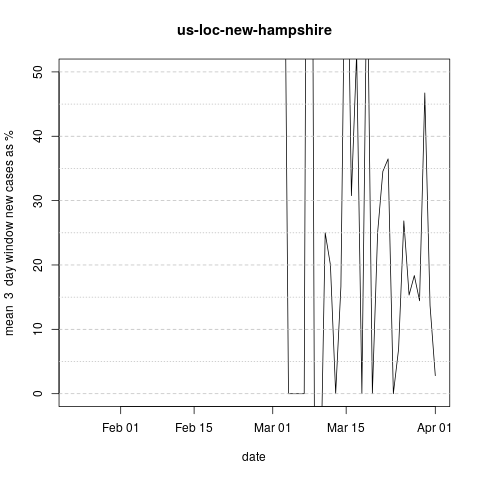 us-loc-new-hampshire
mean 3 day window new cases as %
50
40
30
20
10
0
Feb 01 Feb 15 Mar 01 Mar 15 Apr 01
date